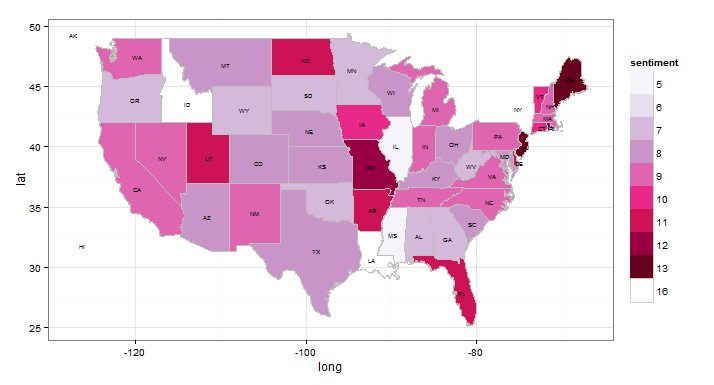 50
45
40
35
30
25
lat
-120
-100
-80
long
AK
WA
MT
ND
MN
OR
ID
WY
SD
WI
MI
NY
VT
NH
MA
CT
NV
UT
CO
NE
IA
IL
IN
OH
PA
MD
DE
WV
VA
CA
AZ
NM
KS
MO
KY
TN
NC
OK
AR
SC
HI
TX
LA
MS
AL
GA
FL
sentiment
5
6
7
8
9
10
11
12
13
16